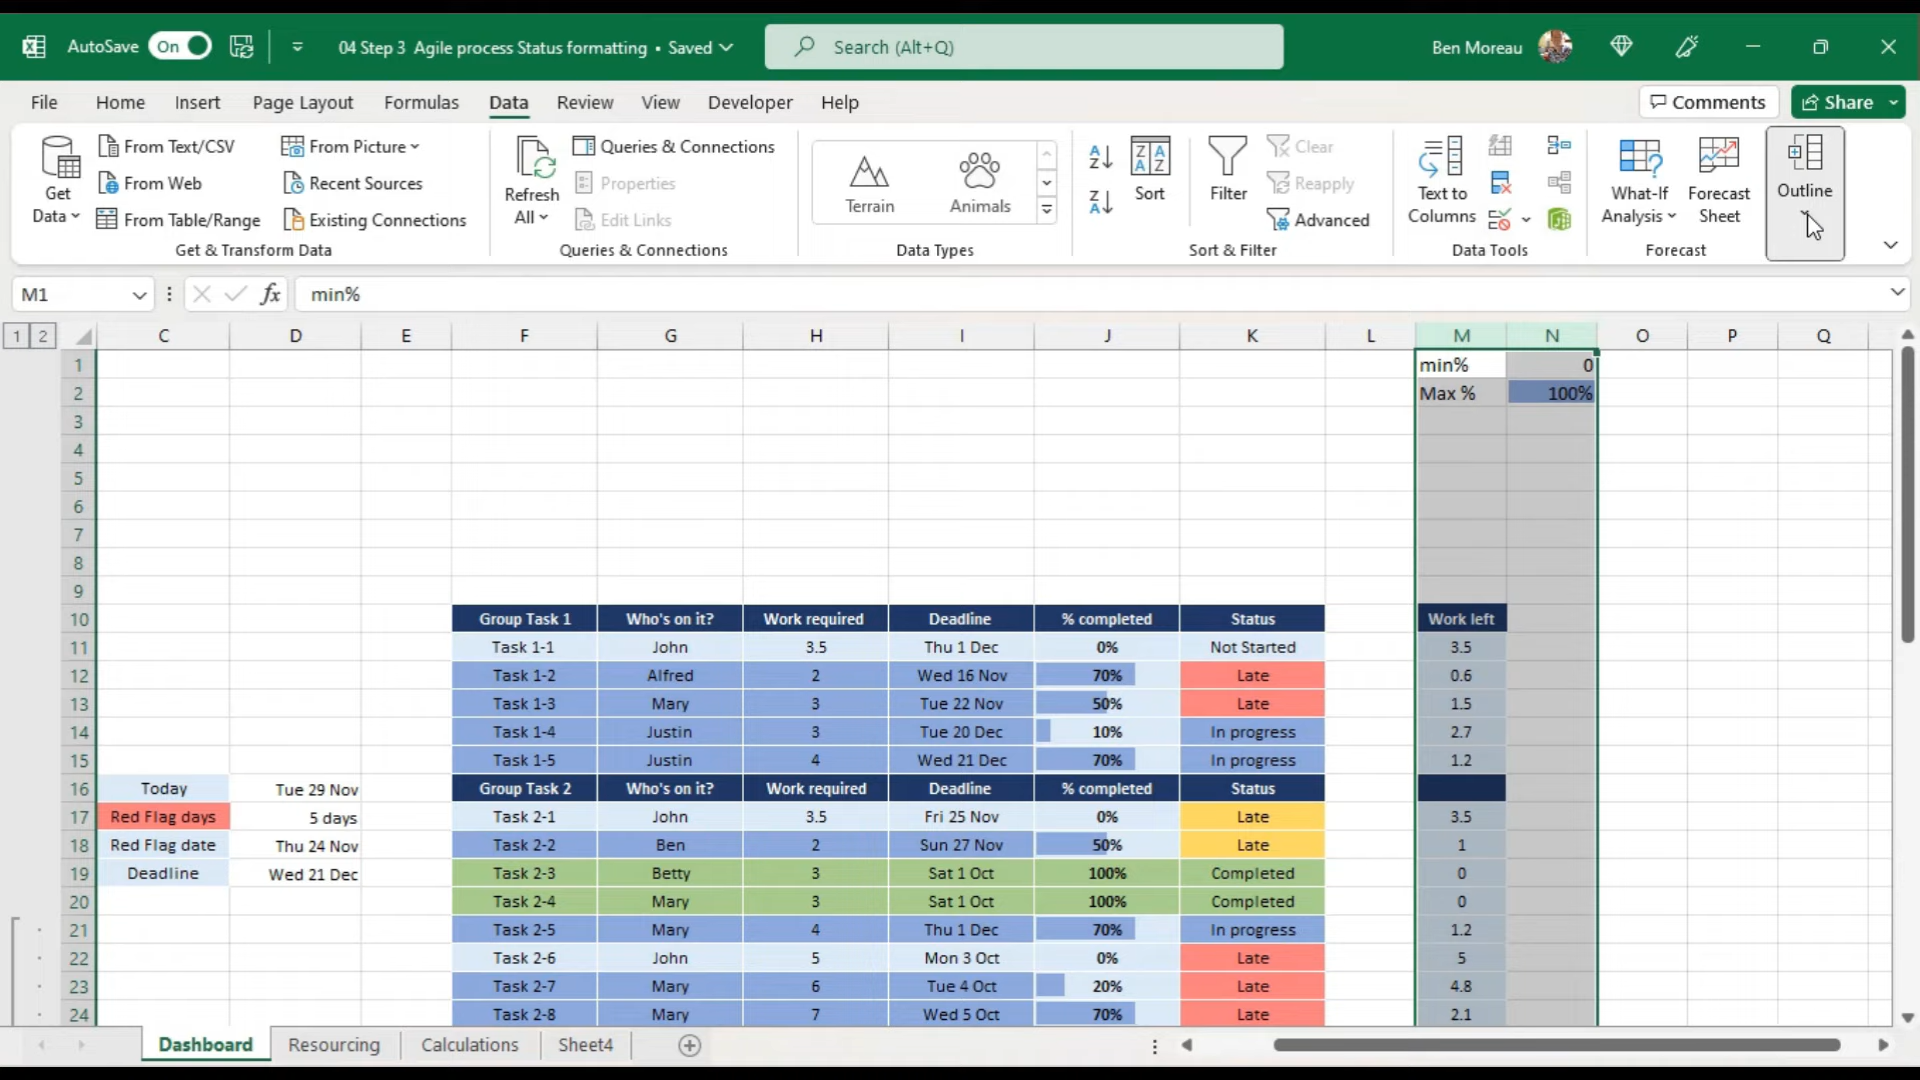 AutoSave On 04 Step 3 Agile process Status formatting • Saved Search (Alt+Q) Ben Moreau
File Home Insert Page Layout Formulas Data Review View Developer Help Comments Share
Get Data
From Text/CSV
From Web
From Table/Range
From Picture
Recent Sources
Existing Connections
Get & Transform Data
Refresh All
Queries & Connections
Properties
Edit Links
Queries & Connections
Terrain Animals
Data Types
Sort
Filter
Clear
Reapply
Advanced
Sort & Filter
Text to Columns
Data Tools
What-If Analysis
Forecast Sheet
Forecast
Outline
M1 fx min%
1 2 C D E F G H I J K L M N O P Q
1 min% 0
2 Max % 100%
3
4
5
6
7
8
9
10 Group Task 1 Who's on it? Work required Deadline % completed Status Work left
11 Task 1-1 John 3.5 Thu 1 Dec 0% Not Started 3.5
12 Task 1-2 Alfred 2 Wed 16 Nov 70% Late 0.6
13 Task 1-3 Mary 3 Tue 22 Nov 50% Late 1.5
14 Task 1-4 Justin 3 Tue 20 Dec 10% In progress 2.7
15 Task 1-5 Justin 4 Wed 21 Dec 70% In progress 1.2
16 Today Tue 29 Nov Group Task 2 Who's on it? Work required Deadline % completed Status
17 Red Flag days 5 days Task 2-1 John 3.5 Fri 25 Nov 0% Late 3.5
18 Red Flag date Thu 24 Nov Task 2-2 Ben 2 Sun 27 Nov 50% Late 1
19 Deadline Wed 21 Dec Task 2-3 Betty 3 Sat 1 Oct 100% Completed 0
20 Task 2-4 Mary 3 Sat 1 Oct 100% Completed 0
21 Task 2-5 Mary 4 Thu 1 Dec 70% In progress 1.2
22 Task 2-6 John 5 Mon 3 Oct 0% Late 5
23 Task 2-7 Mary 6 Tue 4 Oct 20% Late 4.8
24 Task 2-8 Mary 7 Wed 5 Oct 70% Late 2.1
Dashboard Resourcing Calculations Sheet4